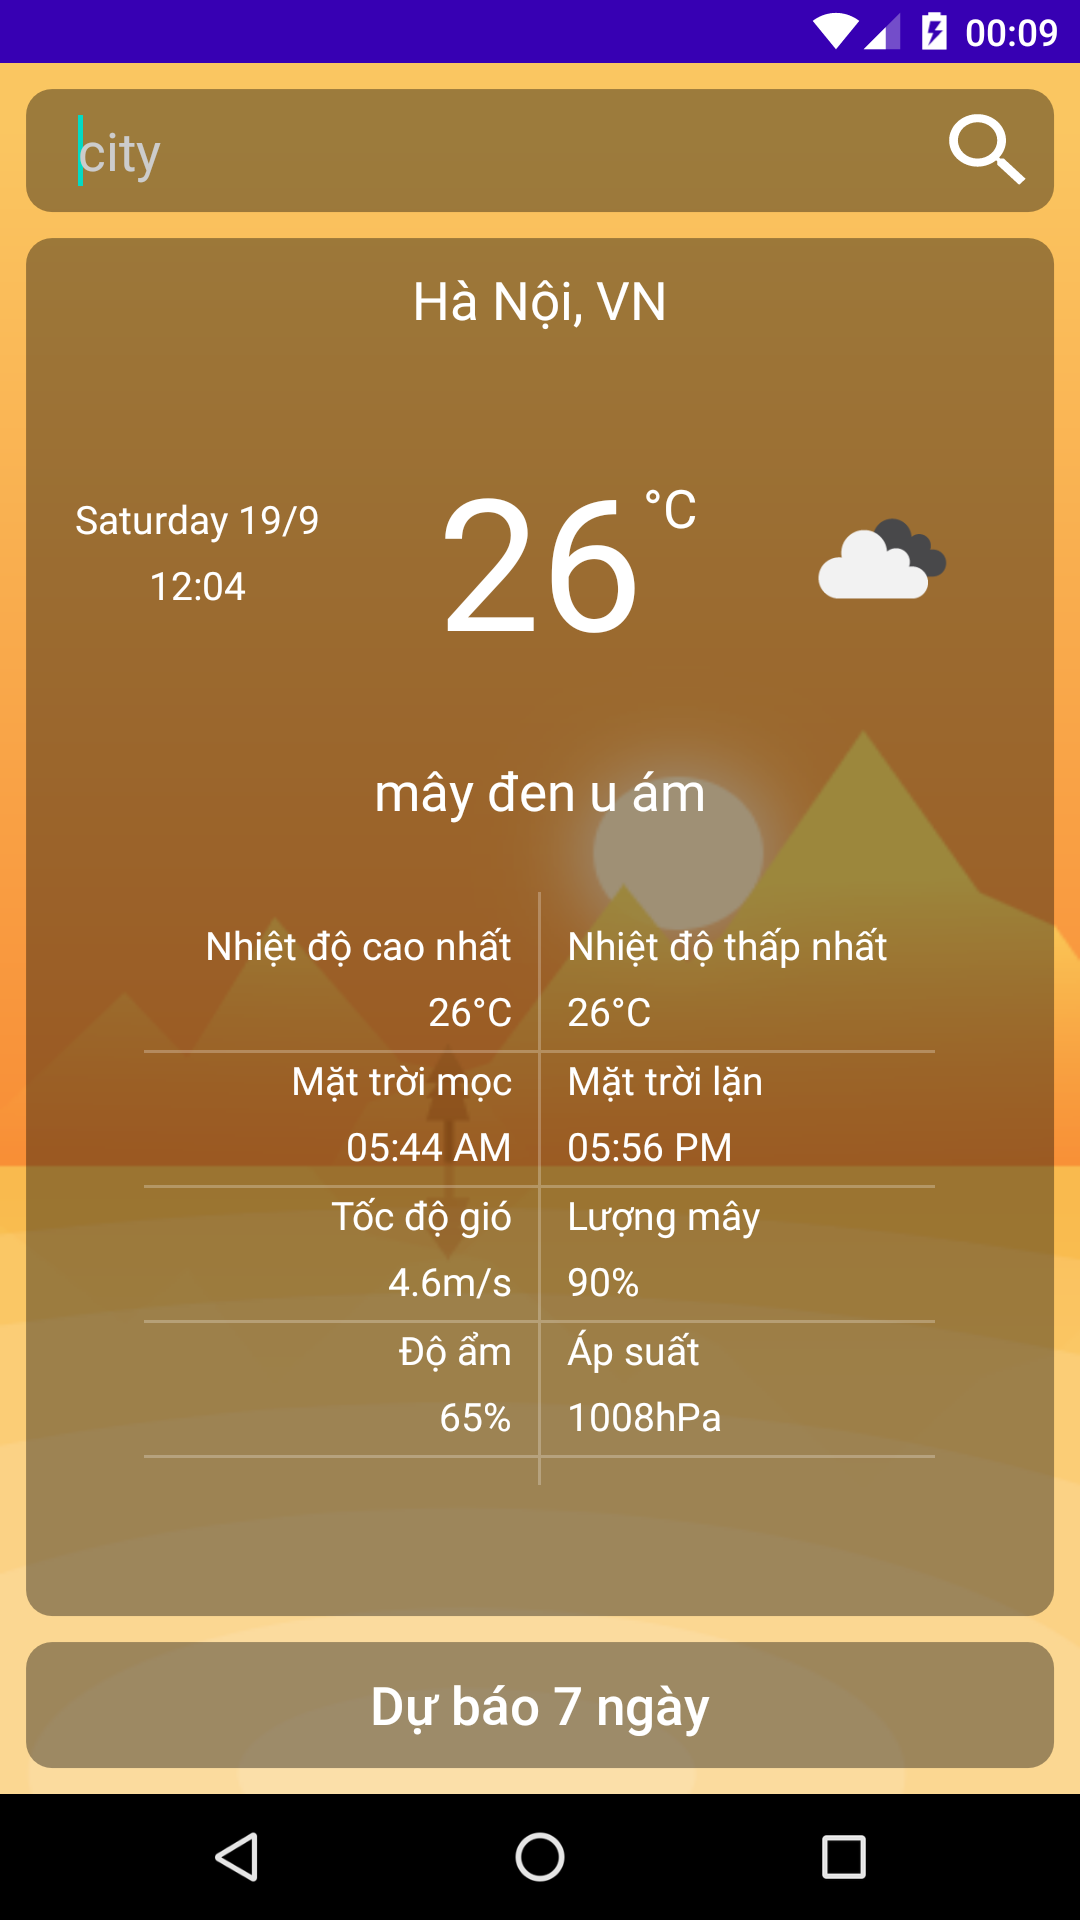 00:09
city
Hà Nội, VN
Saturday 19/9
12:04
26 °C
mây đen u ám
Nhiệt độ cao nhất
26°C
Nhiệt độ thấp nhất
26°C
Mặt trời mọc
05:44 AM
Mặt trời lặn
05:56 PM
Tốc độ gió
4.6m/s
Lượng mây
90%
Độ ẩm
65%
Áp suất
1008hPa
Dự báo 7 ngày